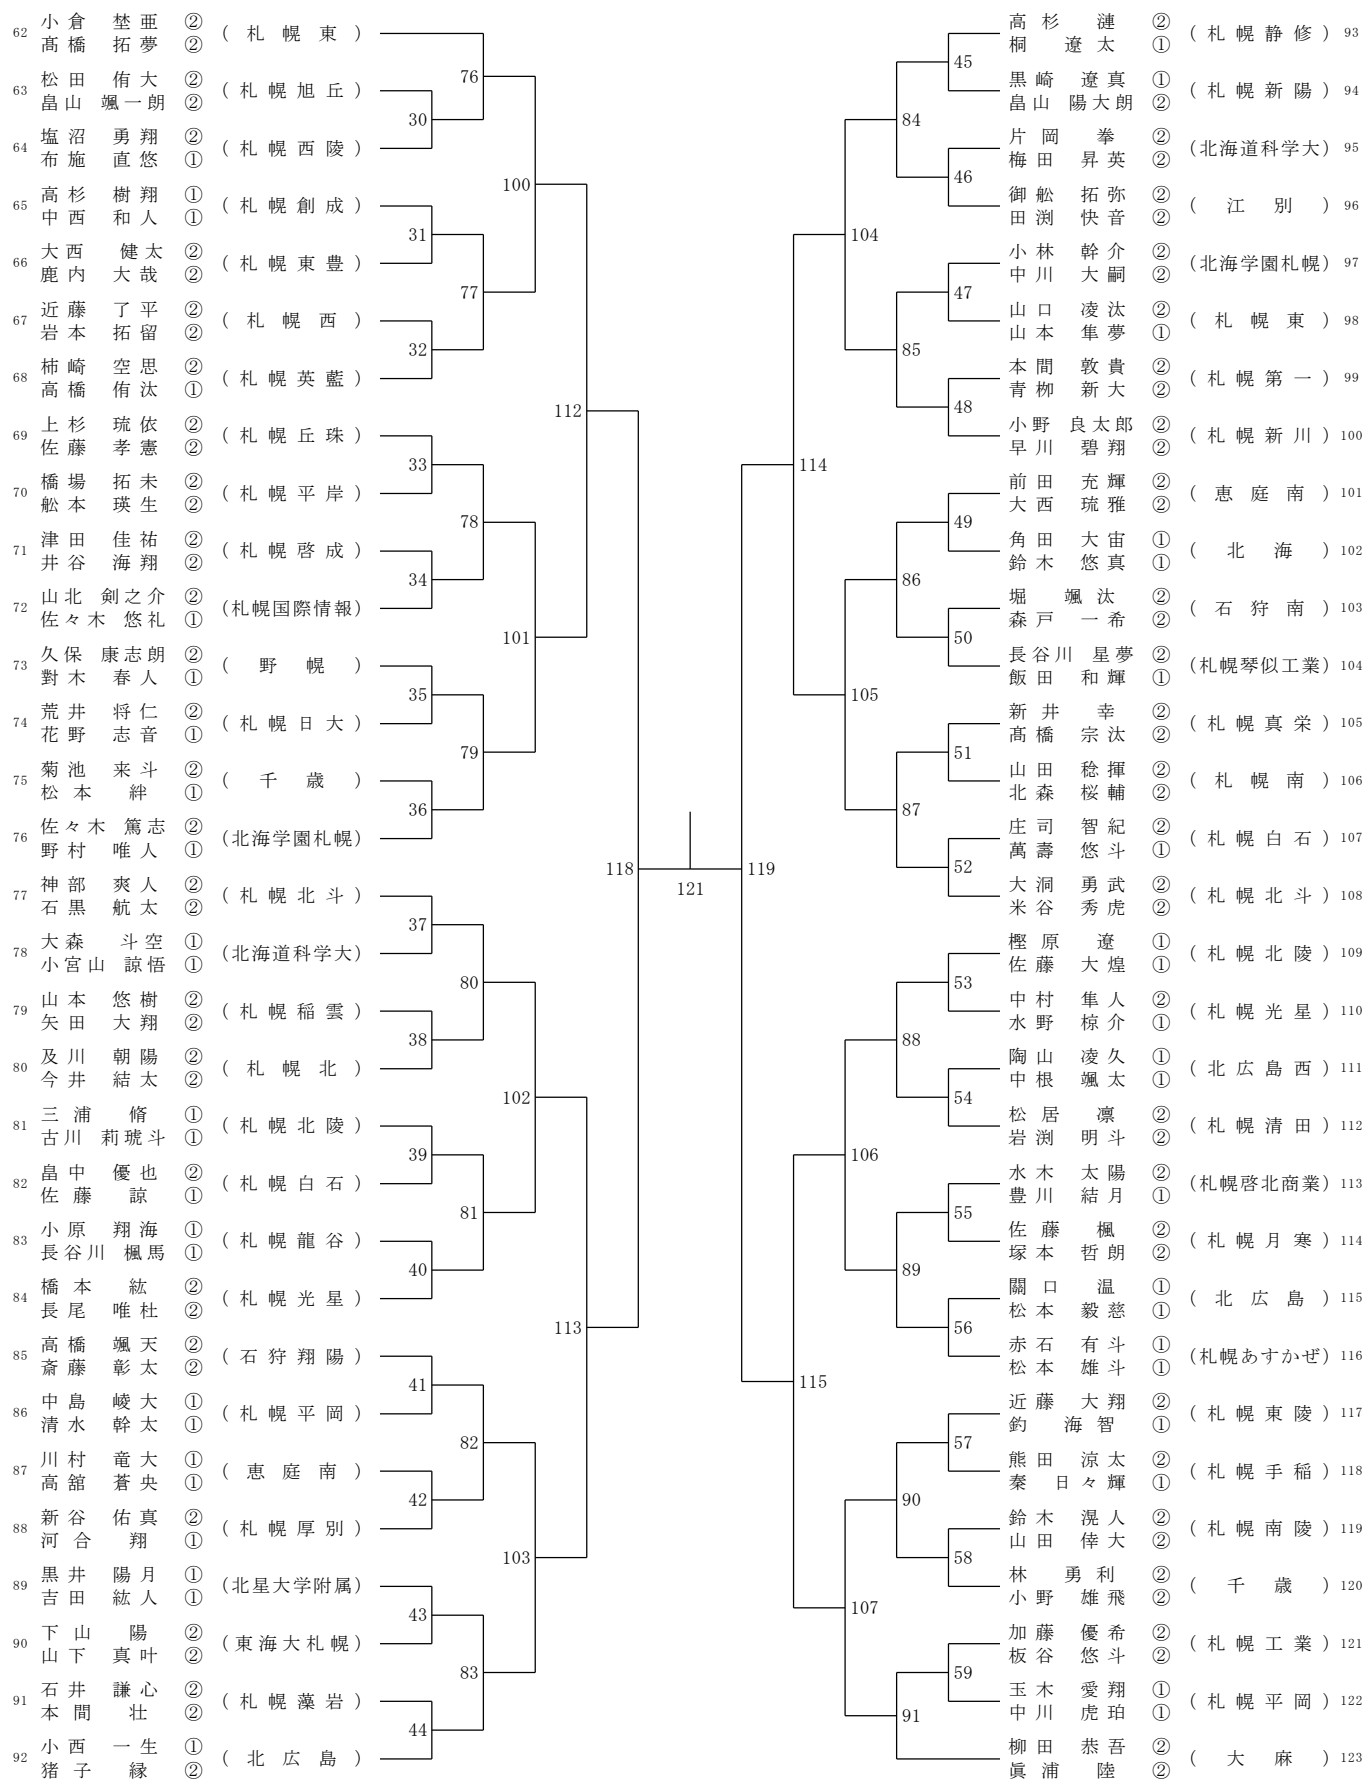 62 小倉 埜亜 ② (札幌東)
髙橋 拓夢 ②
63 松田 侑大 ② (札幌旭丘)
畠山 颯一朗 ②
64 塩沼 勇翔 ② (札幌西陵)
布施 直悠 ①
65 高杉 樹翔 ① (札幌創成)
中西 和人 ①
66 大西 健太 ② (札幌東豊)
鹿内 大哉 ②
67 近藤 了平 ② (札幌西)
岩本 拓留 ②
68 柿崎 空思 ② (札幌英藍)
高橋 侑汰 ①
69 上杉 琉依 ② (札幌丘珠)
佐藤 孝憲 ②
70 橋場 拓未 ② (札幌平岸)
舩本 瑛生 ②
71 津田 佳祐 ② (札幌啓成)
井谷 海翔 ②
72 山北 剣之介 ② (札幌国際情報)
佐々木 悠礼 ①
73 久保 康志朗 ② (野幌)
對木 春人 ①
74 荒井 将仁 ② (札幌日大)
花野 志音 ①
75 菊池 来斗 ② (千歳)
松本 絆 ①
76 佐々木 篤志 ② (北海学園札幌)
野村 唯人 ①
77 神部 爽人 ② (札幌北斗)
石黒 航太 ②
78 大森 斗空 ① (北海道科学大)
小宮山 諒悟 ①
79 山本 悠樹 ② (札幌稲雲)
矢田 大翔 ②
80 及川 朝陽 ② (札幌北)
今井 結太 ②
81 三浦 脩 ① (札幌北陵)
古川 莉琥斗 ①
82 畠中 優也 ② (札幌白石)
佐藤 諒 ①
83 小原 翔海 ① (札幌龍谷)
長谷川 楓馬 ①
84 橋本 紘 ② (札幌光星)
長尾 唯杜 ②
85 高橋 颯天 ② (石狩翔陽)
斎藤 彰太 ②
86 中島 崚大 ① (札幌平岡)
清水 幹太 ①
87 川村 竜大 ① (恵庭南)
高舘 蒼央 ①
88 新谷 佑真 ② (札幌厚別)
河合 翔 ①
89 黒井 陽月 ① (北星大学附属)
吉田 紘人 ①
90 下山 陽 ② (東海大札幌)
山下 真叶 ②
91 石井 謙心 ② (札幌藻岩)
本間 壮 ②
92 小西 一生 ① (北広島)
猪子 縁 ②
30
31
32
33
34
35
36
37
38
39
40
41
42
43
44
76
77
78
79
80
81
82
83
100
101
102
103
112
113
118
121
119
114
115
104
105
106
107
84
85
86
87
88
89
90
91
45
46
47
48
49
50
51
52
53
54
55
56
57
58
59
高杉 漣 ② (札幌静修) 93
桐 遼太 ①
黒崎 遼真 ① (札幌新陽) 94
畠山 陽大朗 ②
片岡 奉 ② (北海道科学大) 95
梅田 昇英 ②
御舩 拓弥 ② (江別) 96
田渕 快音 ②
小林 幹介 ② (北海学園札幌) 97
中川 大嗣 ②
山口 凌汰 ② (札幌東) 98
山本 隼夢 ①
本間 敦貴 ② (札幌第一) 99
青栁 新大 ②
小野 良太郎 ② (札幌新川) 100
早川 碧翔 ②
前田 充輝 ② (恵庭南) 101
大西 琉雅 ②
角田 大宙 ① (北海) 102
鈴木 悠真 ①
堀 颯汰 ② (石狩南) 103
森戸 一希 ②
長谷川 星夢 ② (札幌琴似工業) 104
飯田 和輝 ①
新井 幸 ② (札幌真栄) 105
髙橋 宗汰 ②
山田 稔揮 ② (札幌南) 106
北森 桜輔 ②
庄司 智紀 ② (札幌白石) 107
萬壽 悠斗 ①
大洞 勇武 ② (札幌北斗) 108
米谷 秀虎 ②
樫原 遼 ① (札幌北陵) 109
佐藤 大煌 ①
中村 隼人 ② (札幌光星) 110
水野 椋介 ①
陶山 凌久 ① (北広島西) 111
中根 颯太 ①
松居 凛 ② (札幌清田) 112
岩渕 明斗 ②
水木 太陽 ② (札幌啓北商業) 113
豊川 結月 ①
佐藤 楓 ② (札幌月寒) 114
塚本 哲朗 ②
關口 温 ① (北広島) 115
松本 毅慈 ①
赤石 有斗 ① (札幌あすかぜ) 116
松本 雄斗 ①
近藤 大翔 ② (札幌東陵) 117
釣 海智 ①
熊田 涼太 ② (札幌手稲) 118
秦 日々輝 ①
鈴木 滉人 ② (札幌南陵) 119
山田 倖大 ②
林 勇利 ② (千歳) 120
小野 雄飛 ②
加藤 優希 ② (札幌工業) 121
板谷 悠斗 ②
玉木 愛翔 ① (札幌平岡) 122
中川 虎珀 ①
柳田 恭吾 ② (大麻) 123
眞浦 陸 ②